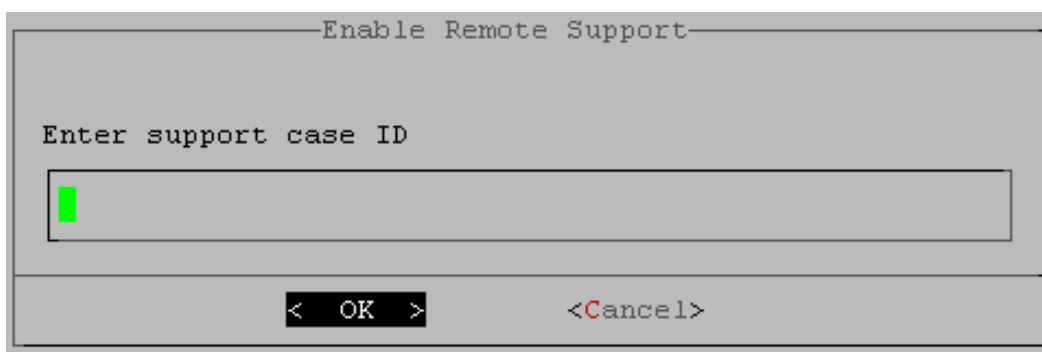 Enable Remote Support
Enter support case ID
< OK > <Cancel>